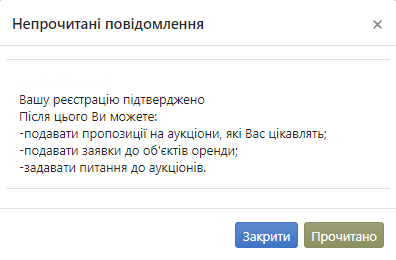 Непрочитані повідомлення
×
Вашу реєстрацію підтверджено
Після цього Ви можете:
-подавати пропозиції на аукціони, які Вас цікавлять;
-подавати заявки до об'єктів оренди;
-задавати питання до аукціонів.
Закрити Прочитано